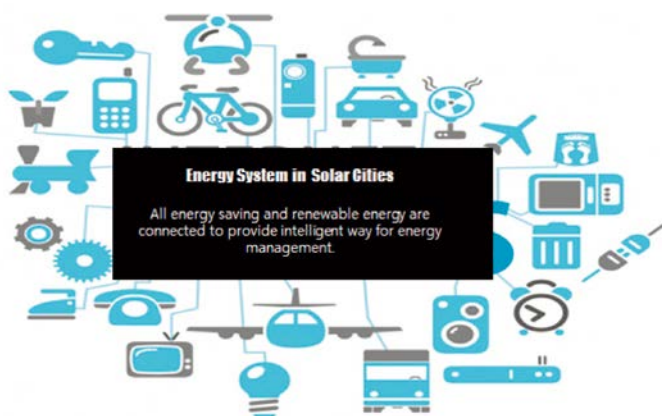 Energy System in Solar Cities
All energy saving and renewable energy are
connected to provide intelligent way for energy
management.